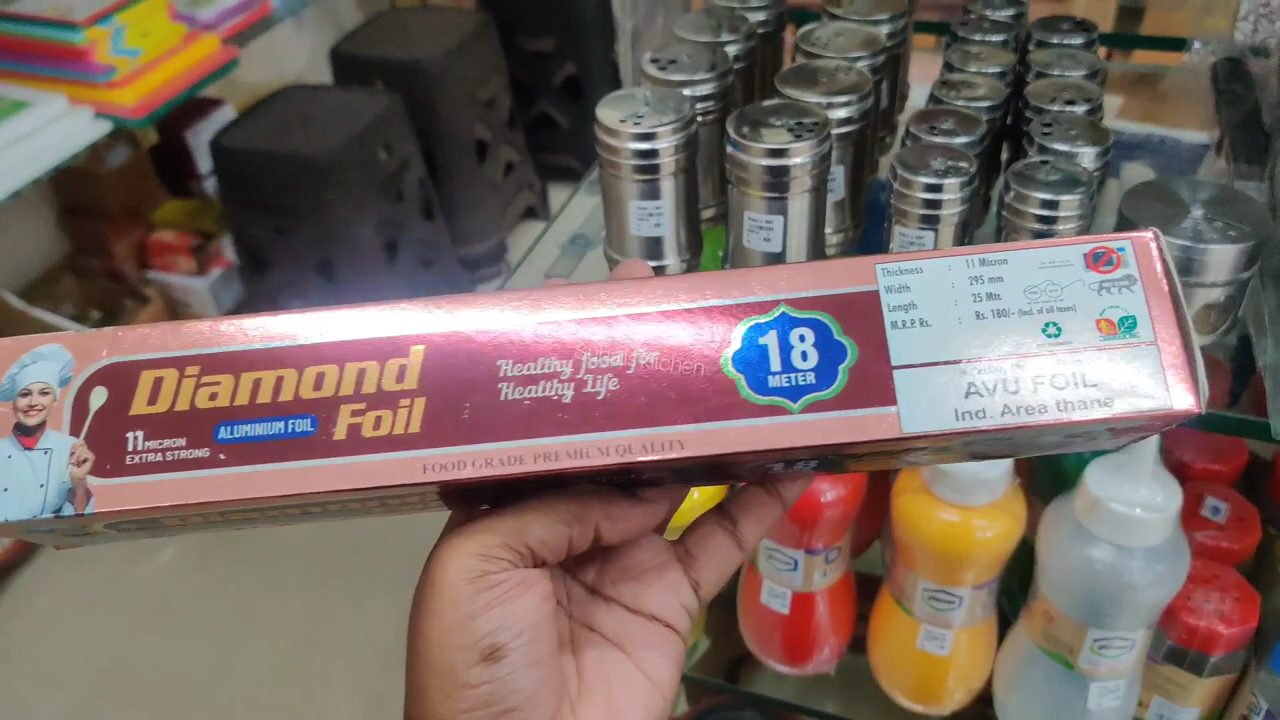 Diamond
Foil
ALUMINIUM FOIL
11 MICRON
EXTRA STRONG
Healthy food for
Healthy Life
kitchen
FOOD GRADE PREMIUM QUALITY
18
METER
Thickness : 11 Micron
Width : 295 mm
Length : 25 Mtr.
M.R.P. Rs. : Rs. 180/- (Incl. of all taxes)
AVU FOIL
Ind. Area thane
18